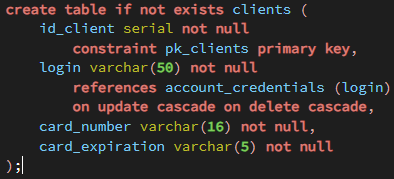 create table if not exists clients (
    id_client serial not null
        constraint pk_clients primary key,
    login varchar(50) not null
        references account_credentials (login)
        on update cascade on delete cascade,
    card_number varchar(16) not null,
    card_expiration varchar(5) not null
);